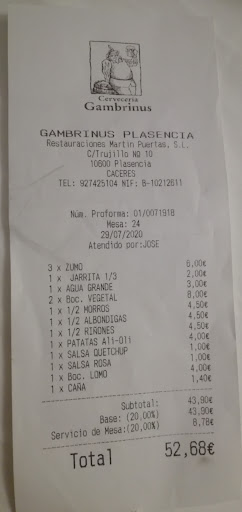 Cervecería
Gambrinus
GAMBRINUS PLASENCIA
Restauraciones Martin Puertas, S.L.
C/Trujillo NQ 10
10600 Plasencia
CACERES
TEL: 927425104 NIF: B-10212611
Núm. Proforma: 01/00T1918
Mesa: 24
29/07/2020
Atendido por:JOSE
3 x ZUMO 6,00€
1 x JARRITA 1/3 2,00€
1 x AGUA GRANDE 3,00€
2 x Boc. VEGETAL 8,00€
1 x 1/2 MORROS 4,50€
1 x 1/2 ALBONDIGAS 4,50€
1 x 1/2 RIÑONES 4,50€
1 x PATATAS Ali-Oli 4,00€
1 x SALSA QUETCHUP 1,00€
1 x SALSA ROSA 1,00€
1 x Boc. LOMO 4,00€
1 x CAÑA 1,40€
Subtotal: 43,90€
Base: (20,00%) 43,90€
Servicio de Mesa:(20,00%) 8,78€
Total 52,68€